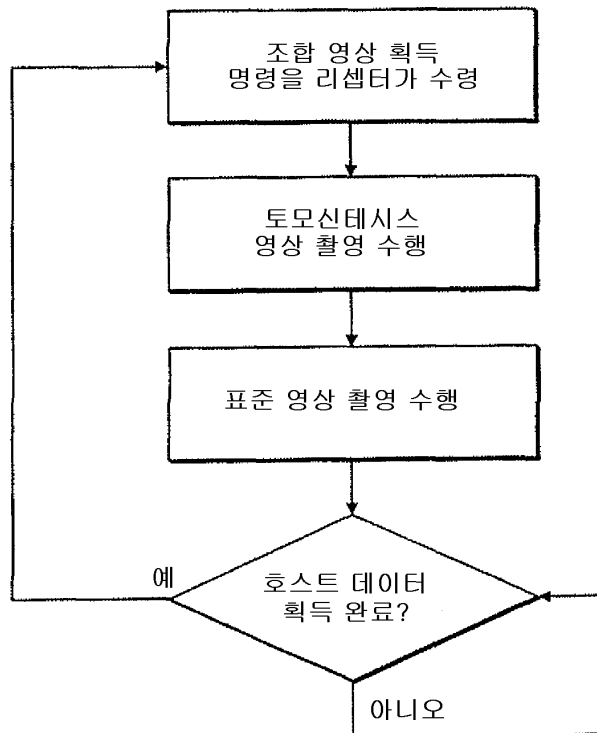 조합 영상 획득
명령을 리셉터가 수령
토모신테시스
영상 촬영 수행
표준 영상 촬영 수행
예
호스트 데이터
획득 완료?
아니오